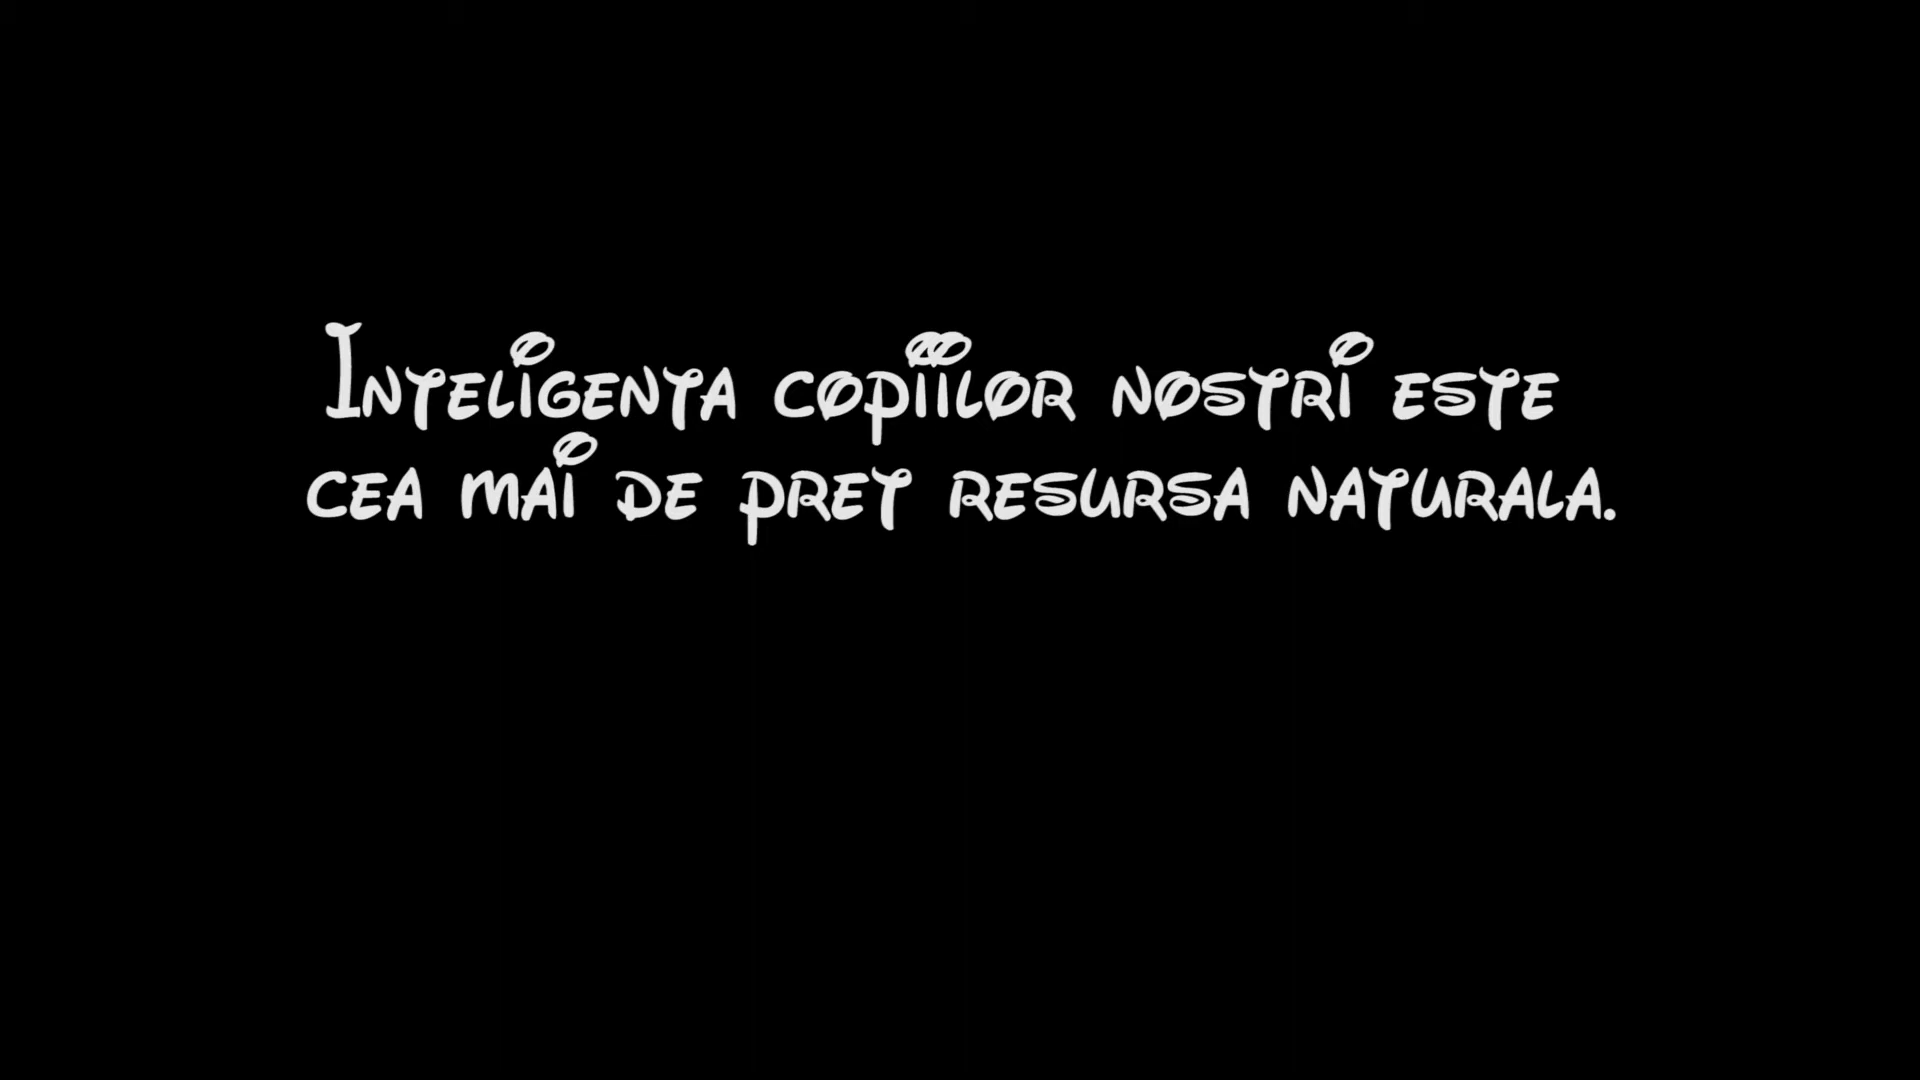 Inteligenta copiilor nostri este
cea mai de pret resursa naturala.